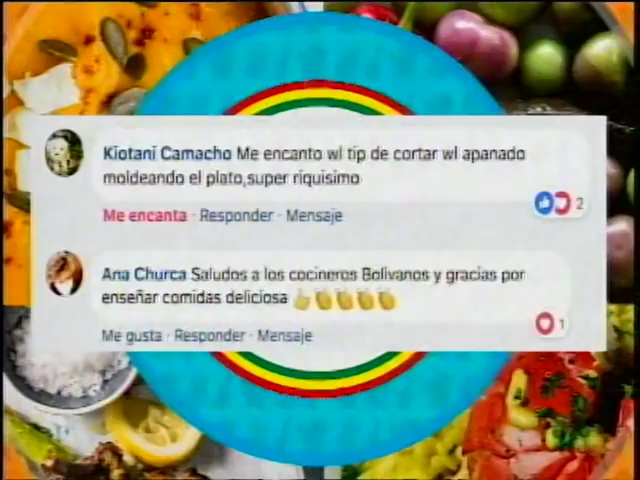 Kiotani Camacho Me encanto wl tip de cortar wl apanado
moldeando el plato,super riquisimo
Me encanta · Responder · Mensaje
2
Ana Churca Saludos a los cocineros Bolivanos y gracias por
enseñar comidas deliciosa 👍👏👏👏👏
1
Me gusta · Responder · Mensaje